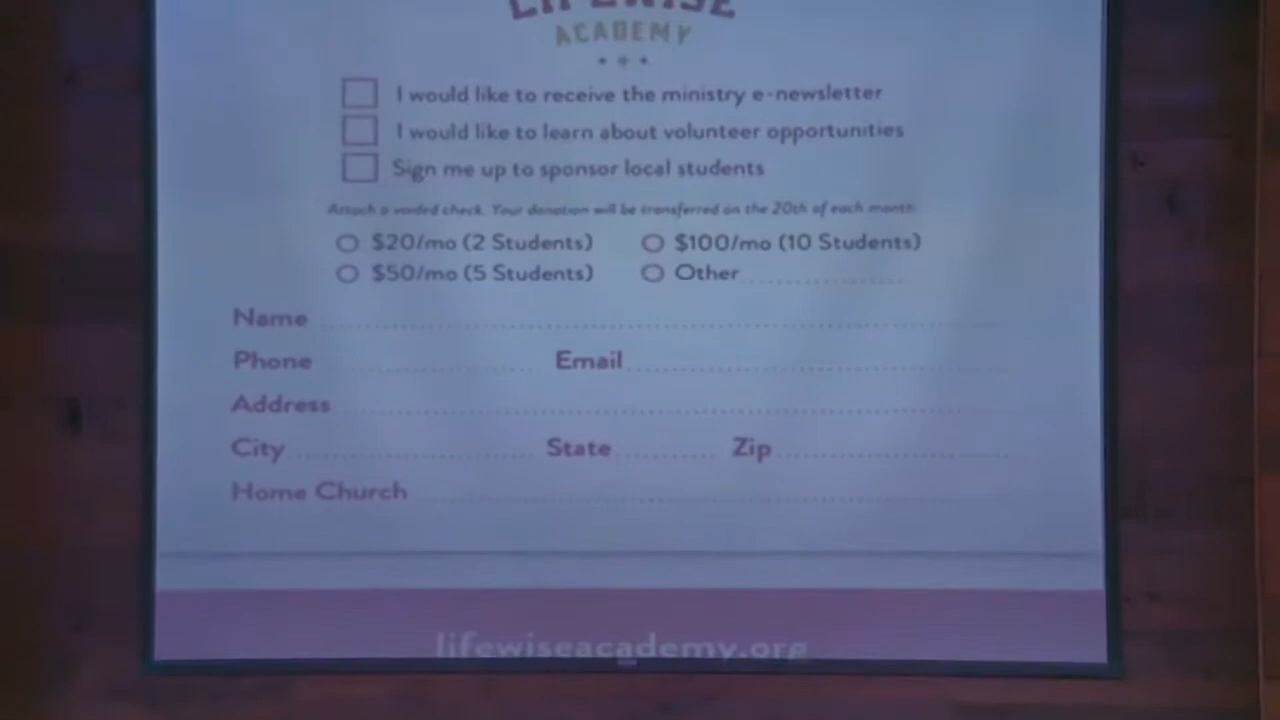 LIFEWISE
ACADEMY
I would like to receive the ministry e-newsletter
I would like to learn about volunteer opportunities
Sign me up to sponsor local students
Attach a voided check. Your donation will be transferred on the 20th of each month
$20/mo (2 Students) $100/mo (10 Students)
$50/mo (5 Students) Other
Name
Phone Email
Address
City State Zip
Home Church
lifewiseacademy.org